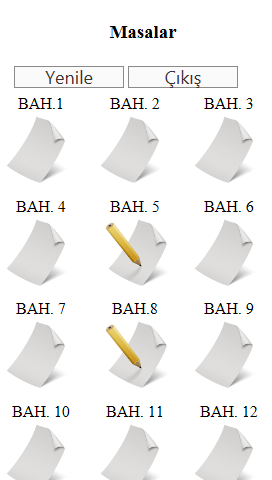 Masalar
Yenile Çıkış
BAH.1 BAH. 2 BAH. 3
BAH. 4 BAH. 5 BAH. 6
BAH. 7 BAH.8 BAH. 9
BAH. 10 BAH. 11 BAH. 12